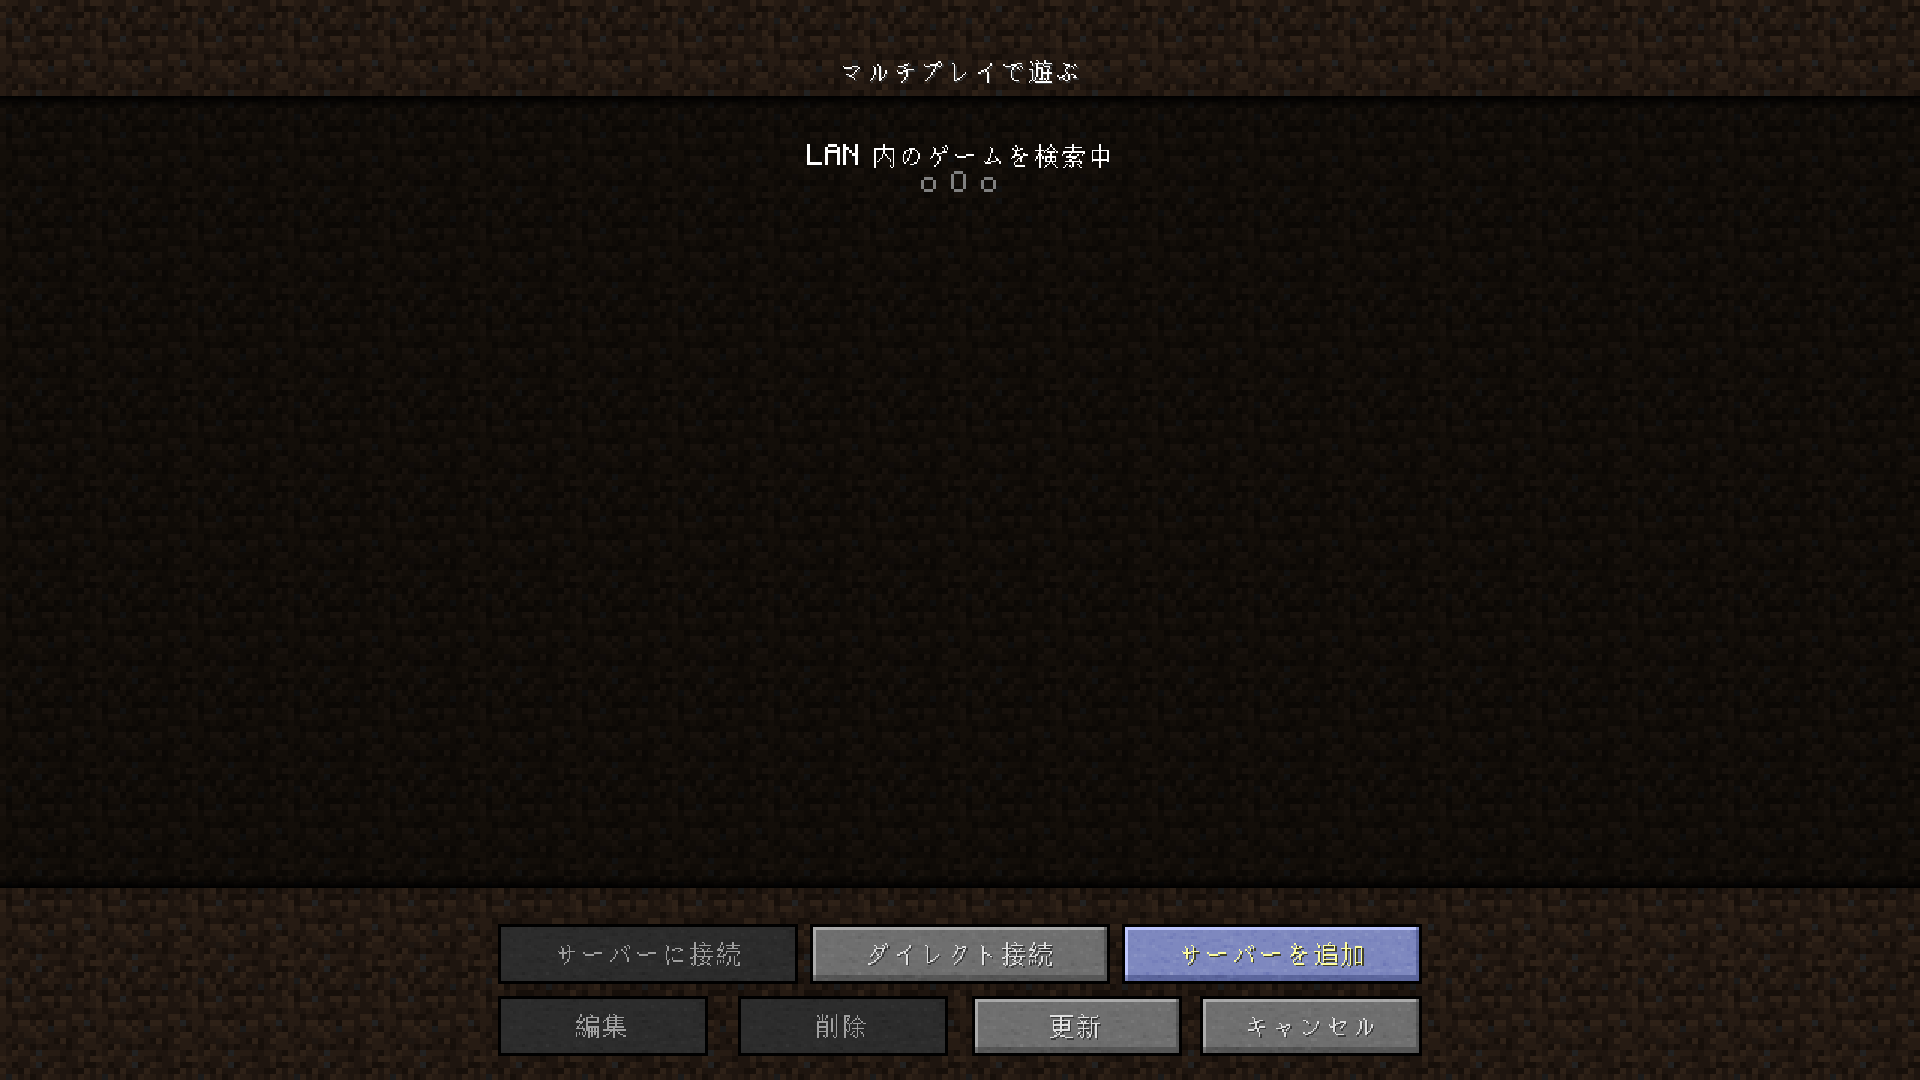 マルチプレイで遊ぶ
LAN 内のゲームを検索中
o O o
サーバーに接続
ダイレクト接続
サーバーを追加
編集
削除
更新
キャンセル